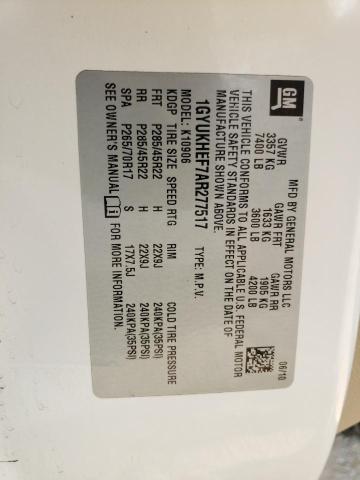 GM
MFD BY GENERAL MOTORS LLC
06/10
GVWR GAWR FRT GAWR RR
3357 KG 1633 KG 1905 KG
7400 LB 3600 LB 4200 LB
THIS VEHICLE CONFORMS TO ALL APPLICABLE U.S. FEDERAL MOTOR
VEHICLE SAFETY STANDARDS IN EFFECT ON THE DATE OF
MANUFACTURE SHOWN ABOVE.
1GYUKHEF7AR277517 TYPE: M.P.V.
MODEL: K10906
KDGP TIRE SIZE SPEED RTG RIM COLD TIRE PRESSURE
FRT P285/45R22 H 22X9J 240KPA(35PSI)
RR P285/45R22 H 22X9J 240KPA(35PSI)
SPA P265/70R17 S 17X7.5J 240KPA(35PSI)
SEE OWNER'S MANUAL i FOR MORE INFORMATION.